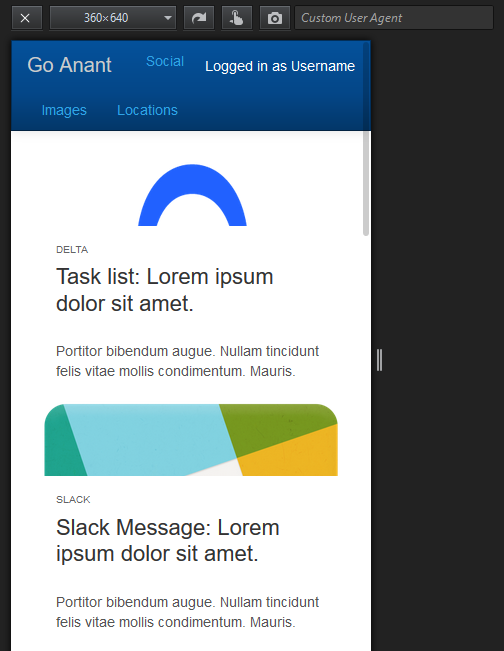 360×640
Custom User Agent
Go Anant
Social
Logged in as Username
Images
Locations
DELTA
Task list: Lorem ipsum
dolor sit amet.
Portitor bibendum augue. Nullam tincidunt
felis vitae mollis condimentum. Mauris.
SLACK
Slack Message: Lorem
ipsum dolor sit amet.
Portitor bibendum augue. Nullam tincidunt
felis vitae mollis condimentum. Mauris.